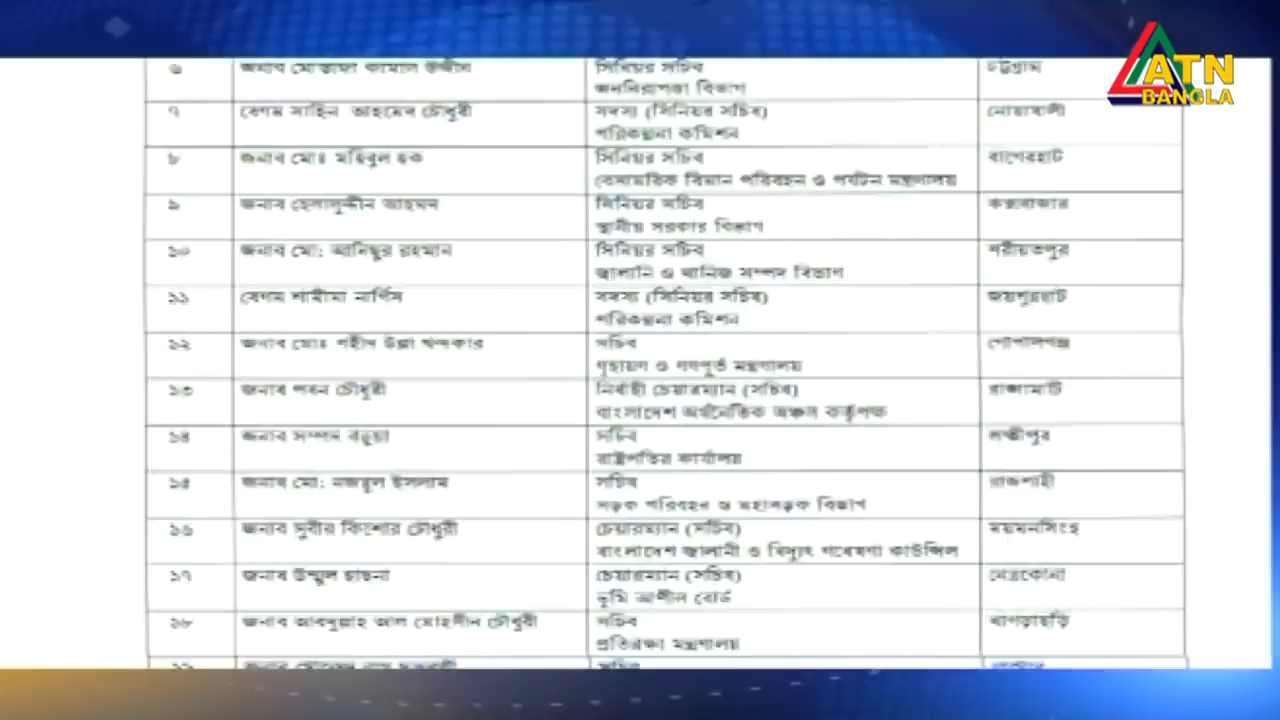 ATN
BANGLA
৬ জনাব মোস্তাফা কামাল উদ্দীন সিনিয়র সচিব চট্টগ্রাম
জননিরাপত্তা বিভাগ
৭ বেগম সাহিন আহমেদ চৌধুরী সদস্য (সিনিয়র সচিব) নোয়াখালী
পরিকল্পনা কমিশন
৮ জনাব মোঃ মহিবুল হক সিনিয়র সচিব বাগেরহাট
বেসামরিক বিমান পরিবহন ও পর্যটন মন্ত্রণালয়
৯ জনাব হেলালুদ্দীন আহমদ সিনিয়র সচিব কক্সবাজার
স্থানীয় সরকার বিভাগ
১০ জনাব মো: আনিছুর রহমান সিনিয়র সচিব শরীয়তপুর
জ্বালানি ও খনিজ সম্পদ বিভাগ
১১ বেগম শামীমা নার্গিস সদস্য (সিনিয়র সচিব) জয়পুরহাট
পরিকল্পনা কমিশন
১২ জনাব মোঃ শহীদ উল্লা খন্দকার সচিব গোপালগঞ্জ
গৃহায়ণ ও গণপূর্ত মন্ত্রণালয়
১৩ জনাব পবন চৌধুরী নির্বাহী চেয়ারম্যান (সচিব) রাঙ্গামাটি
বাংলাদেশ অর্থনৈতিক অঞ্চল কর্তৃপক্ষ
১৪ জনাব সম্পদ বড়ুয়া সচিব লক্ষ্মীপুর
রাষ্ট্রপতির কার্যালয়
১৫ জনাব মো: নজরুল ইসলাম সচিব রাজশাহী
সড়ক পরিবহন ও মহাসড়ক বিভাগ
১৬ জনাব সুবীর কিশোর চৌধুরী চেয়ারম্যান (সচিব) ময়মনসিংহ
বাংলাদেশ জ্বালানী ও বিদ্যুৎ গবেষণা কাউন্সিল
১৭ জনাব উম্মুল হাছনা চেয়ারম্যান (সচিব) নেত্রকোনা
ভূমি আপীল বোর্ড
১৮ জনাব আবদুল্লাহ আল মোহসীন চৌধুরী সচিব খাগড়াছড়ি
প্রতিরক্ষা মন্ত্রণালয়
১৯ জনাব সচিব